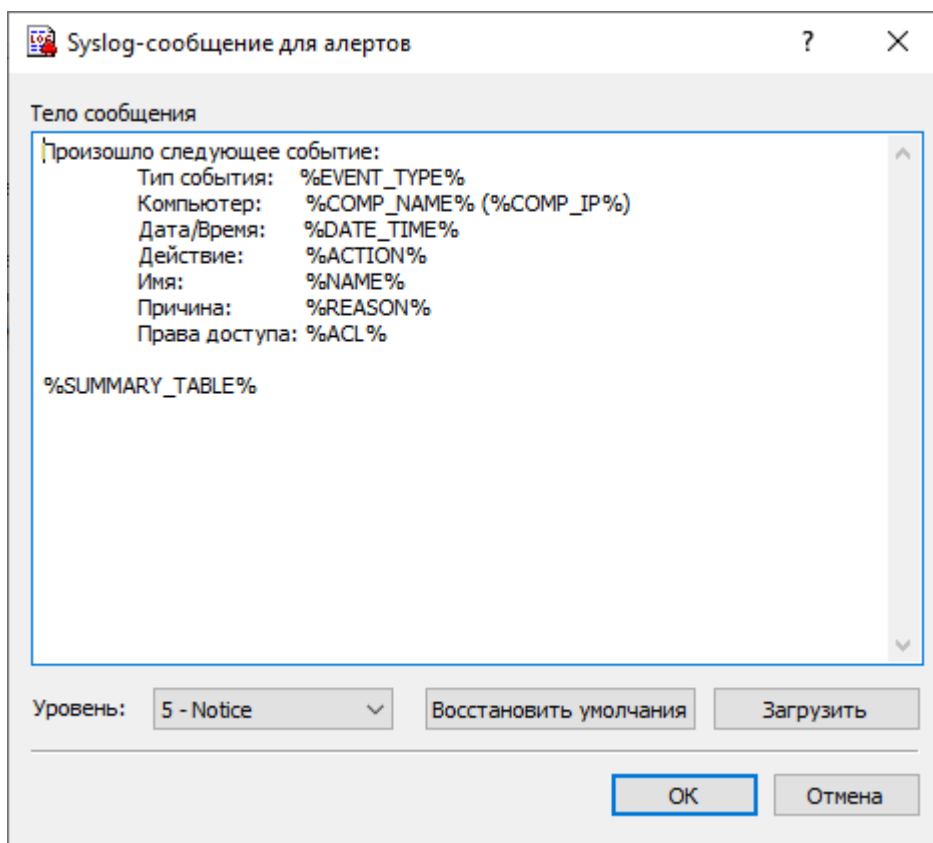 Syslog-сообщение для алертов
Тело сообщения
Произошло следующее событие:
Тип события: %EVENT_TYPE%
Компьютер: %COMP_NAME% (%COMP_IP%)
Дата/Время: %DATE_TIME%
Действие: %ACTION%
Имя: %NAME%
Причина: %REASON%
Права доступа: %ACL%
%SUMMARY_TABLE%
Уровень: 5 - Notice Восстановить умолчания Загрузить
ОК Отмена